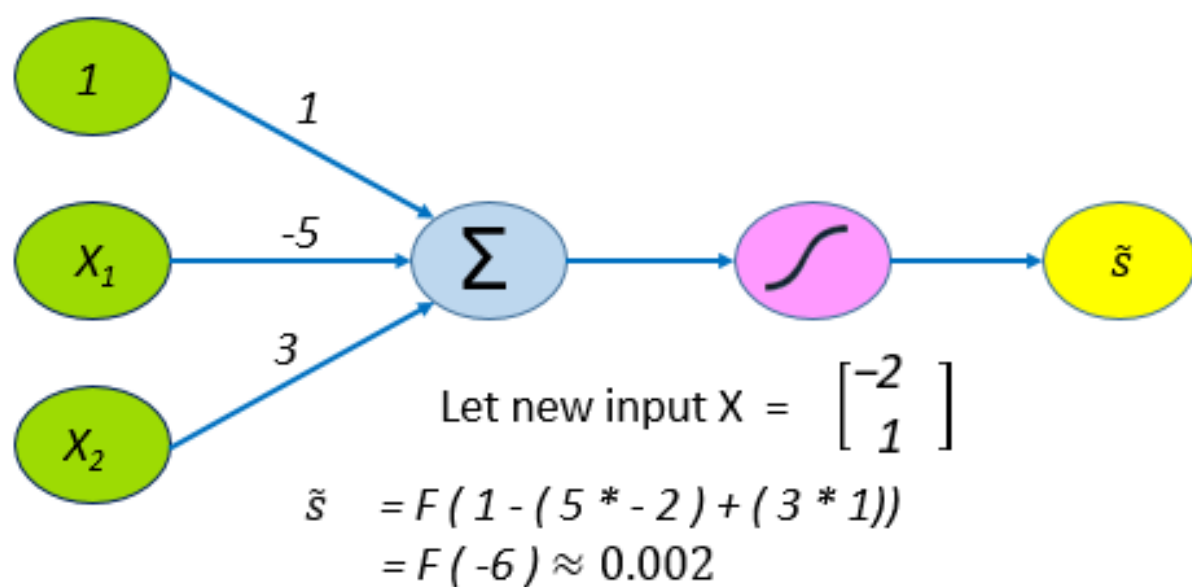 1
1
X₁
-5
Σ
s̃
3
X₂
Let new input X = [−2
1]
s̃ = F ( 1 - ( 5 * - 2 ) + ( 3 * 1))
= F ( -6 ) ≈ 0.002